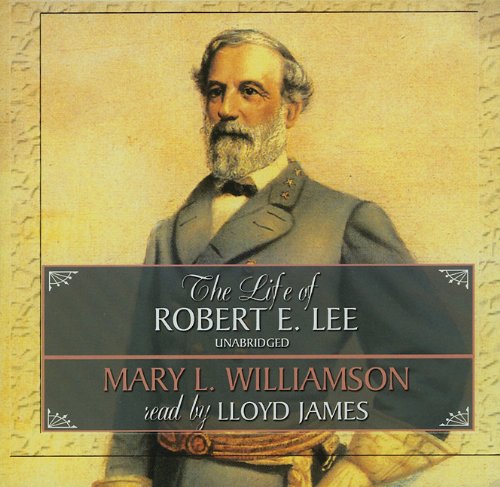 The Life of
ROBERT E. LEE
UNABRIDGED
MARY L. WILLIAMSON
read by LLOYD JAMES